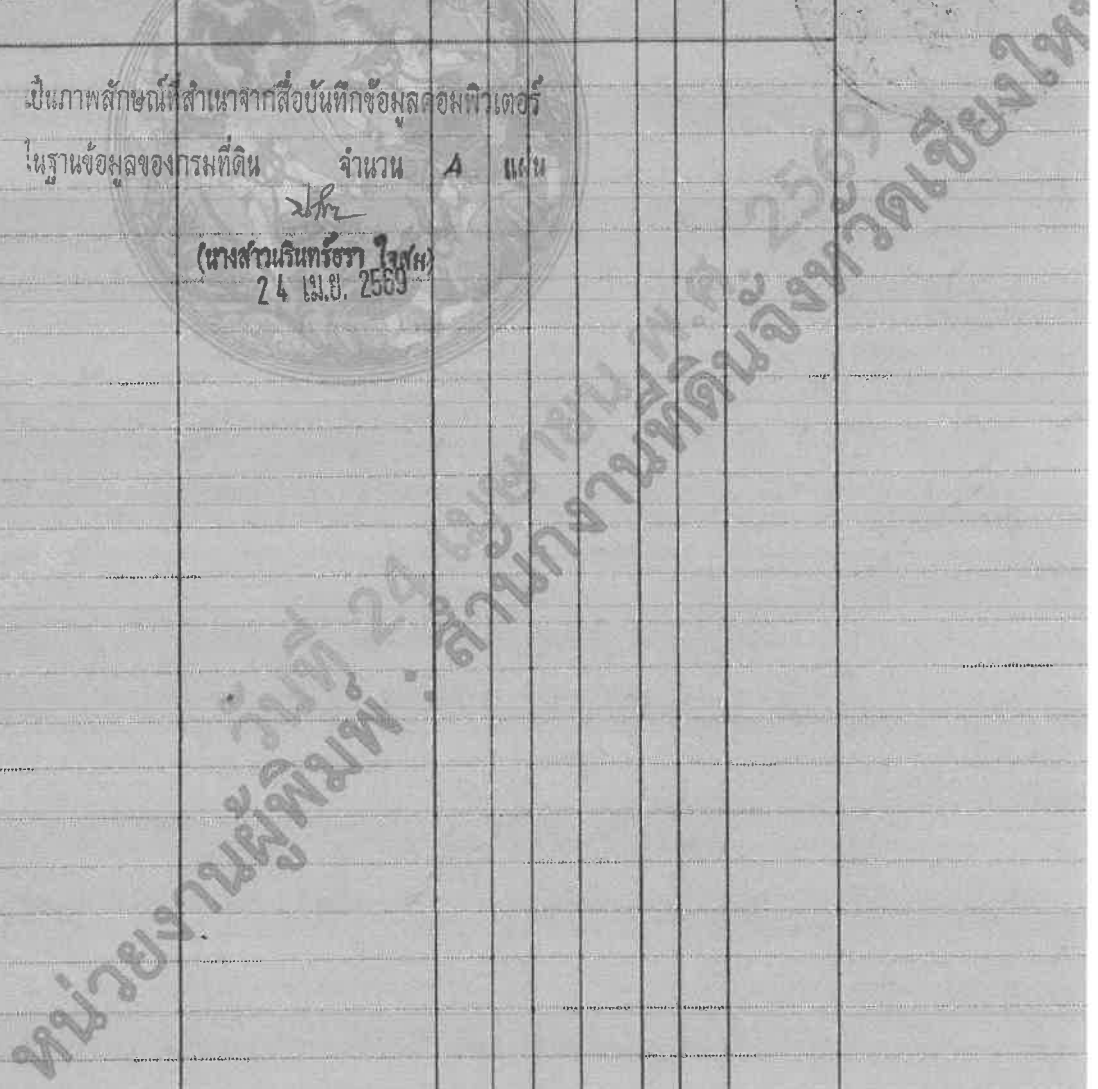 เป็นภาพลักษณ์ที่สำเนาจากสื่อบันทึกข้อมูลคอมพิวเตอร์
ในฐานข้อมูลของกรมที่ดิน จำนวน 4 แผ่น
(นางสาวนรินทร์ธรา ใจสม)
24 เม.ย. 2569
วันที่ 24 เมษายน พ.ศ. 2569
หน่วยงานผู้พิมพ์ : สำนักงานที่ดินจังหวัดเชียงใหม่